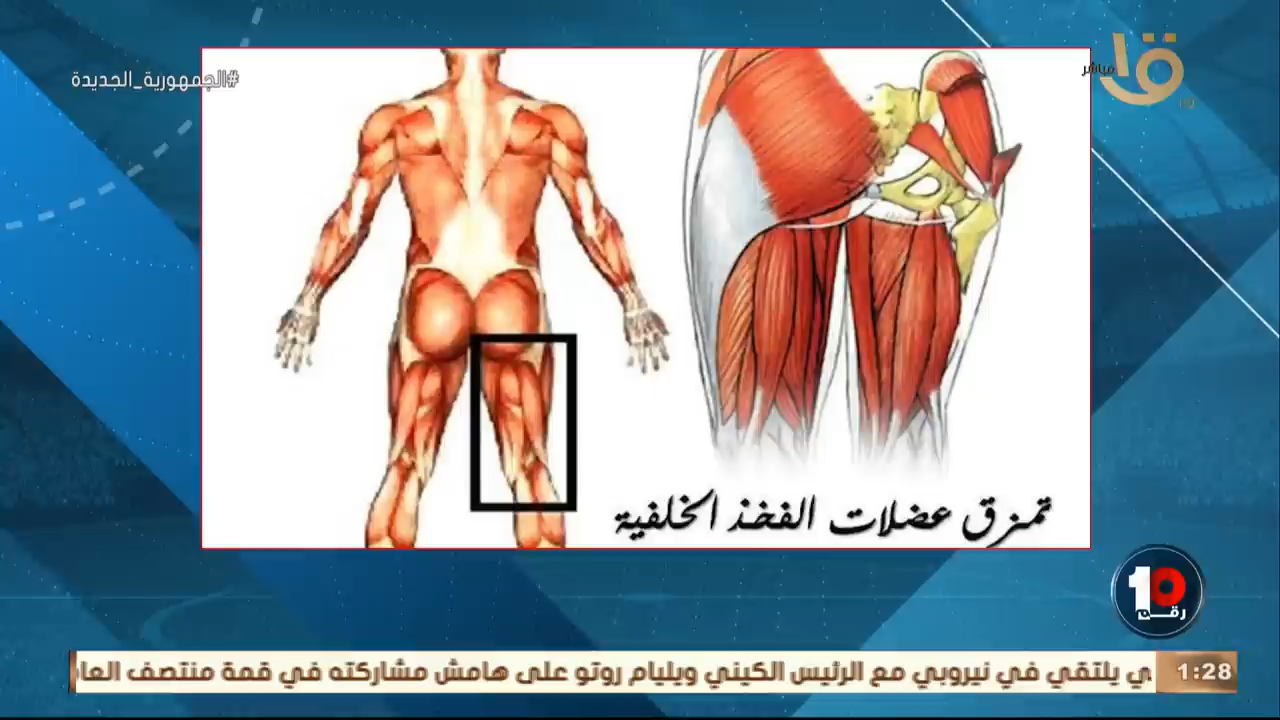 #الجمهورية_الجديدة
مباشر
تمزق عضلات الفخذ الخلفية
10
رقم
ي يلتقي في نيروبي مع الرئيس الكيني ويليام روتو على هامش مشاركته في قمة منتصف العا
1:28